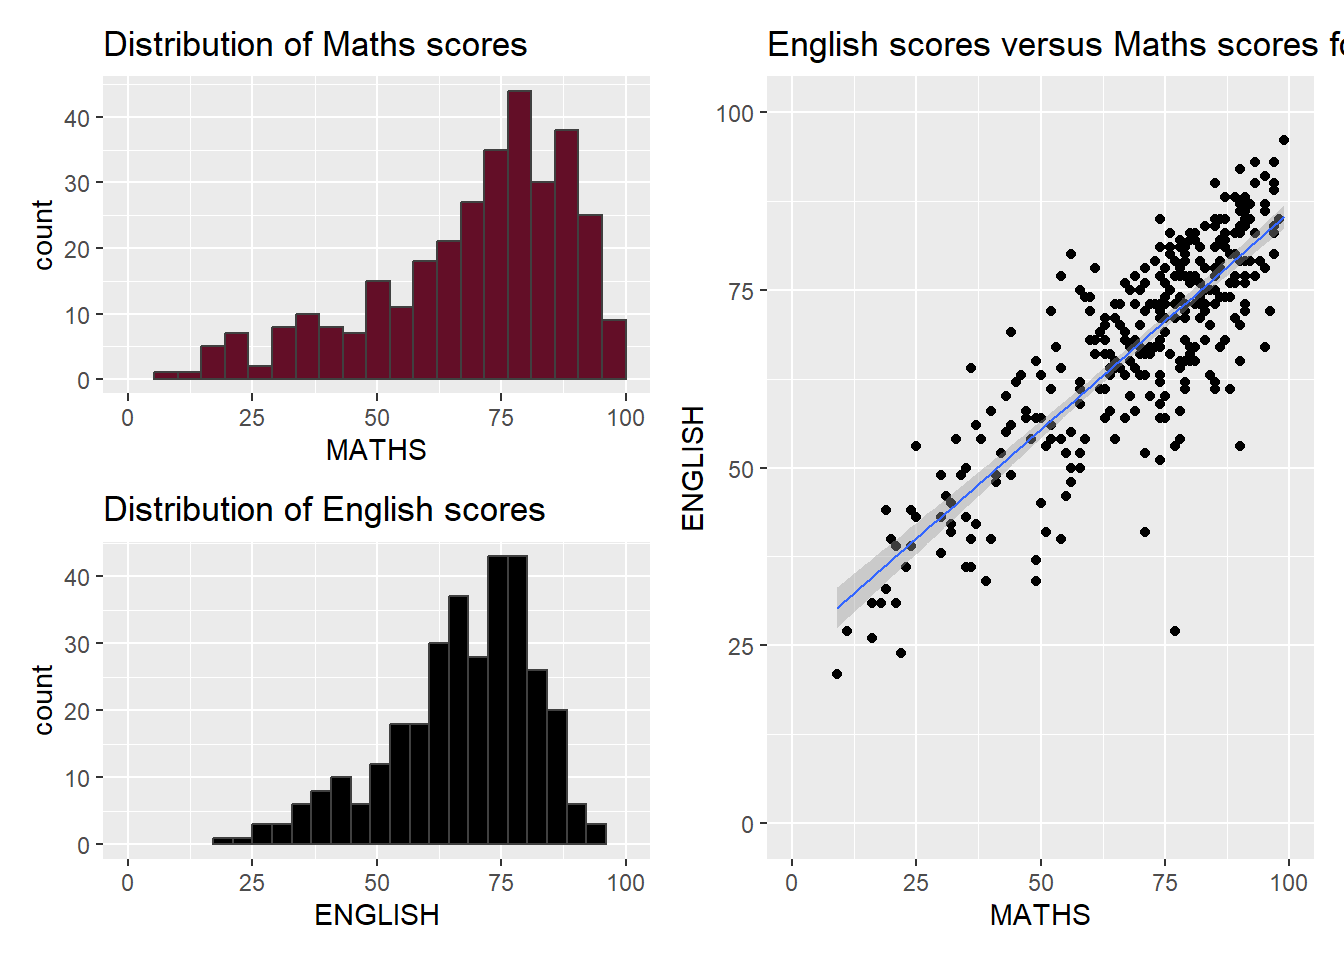 Distribution of Maths scores
40
30
20
10
0
count
0 25 50 75 100
MATHS
Distribution of English scores
40
30
20
10
0
count
0 25 50 75 100
ENGLISH
English scores versus Maths scores fo
100
75
50
25
0
ENGLISH
0 25 50 75 100
MATHS